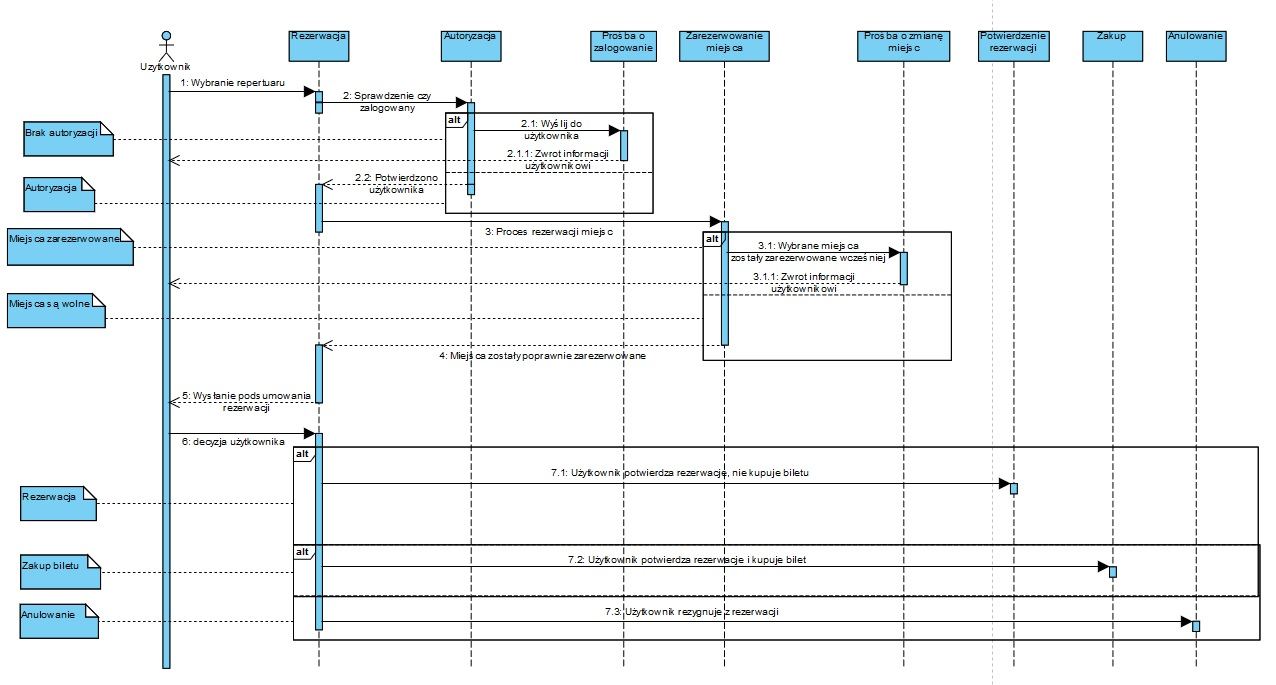 Rezerwacja
Autoryzacja
Prośba o
zalogowanie
Zarezerwowanie
miejsca
Prośba o zmianę
miejsc
Potwierdzenie
rezerwacji
Zakup
Anulowanie
Uzytkownik
1: Wybranie repertuaru
2: Sprawdzenie czy
zalogowany
alt
2.1: Wyślij do
użytkownika
Brak autoryzacji
2.1.1: Zwrot informacji
użytkownikowi
2.2: Potwierdzono
użytkownika
Autoryzacja
3: Proces rezerwacji miejsc
Miejsca zarezerwowane
alt
3.1: Wybrane miejsca
zostały zarezerwowane wcześniej
3.1.1: Zwrot informacji
użytkownikowi
Miejsca są wolne
4: Miejsca zostały poprawnie zarezerwowane
5: Wysłanie podsumowania
rezerwacji
6: decyzja użytkownika
alt
7.1: Użytkownik potwierdza rezerwacje, nie kupuje biletu
Rezerwacja
alt
7.2: Użytkownik potwierdza rezerwacje i kupuje bilet
Zakup biletu
7.3: Użytkownik rezygnuje z rezerwacji
Anulowanie